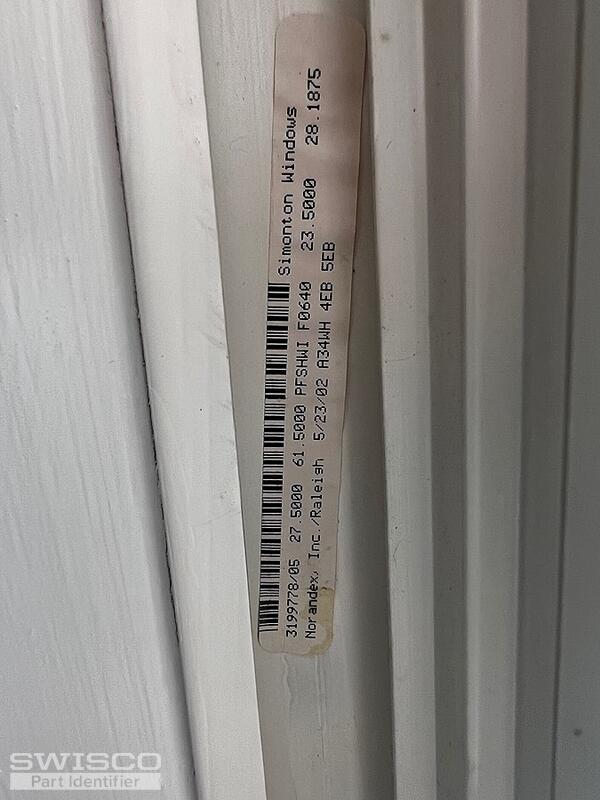 Simonton Windows
3199778/05 27.5000 61.5000 PFSHWI F0640 23.5000 28.1875
Norandex, Inc./Raleigh 5/23/02 A34WH 4EB 5EB
SWISCO
Part Identifier